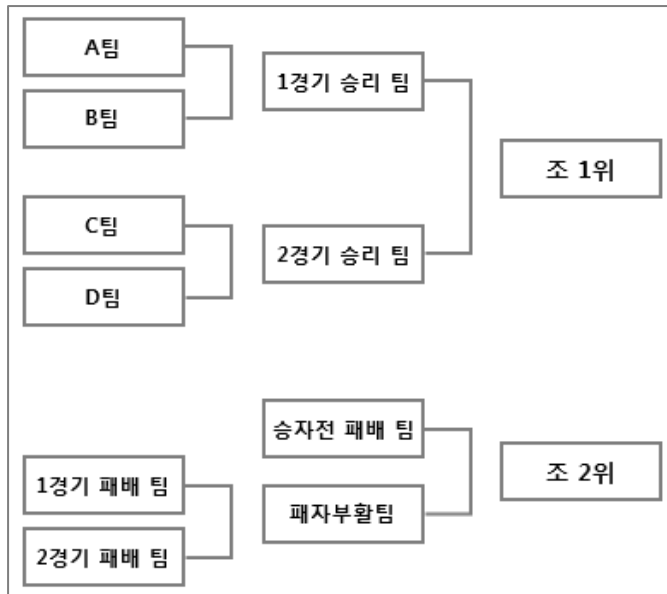 A팀
B팀
1경기 승리 팀
조 1위
C팀
D팀
2경기 승리 팀
승자전 패배 팀
조 2위
1경기 패배 팀
패자부활팀
2경기 패배 팀